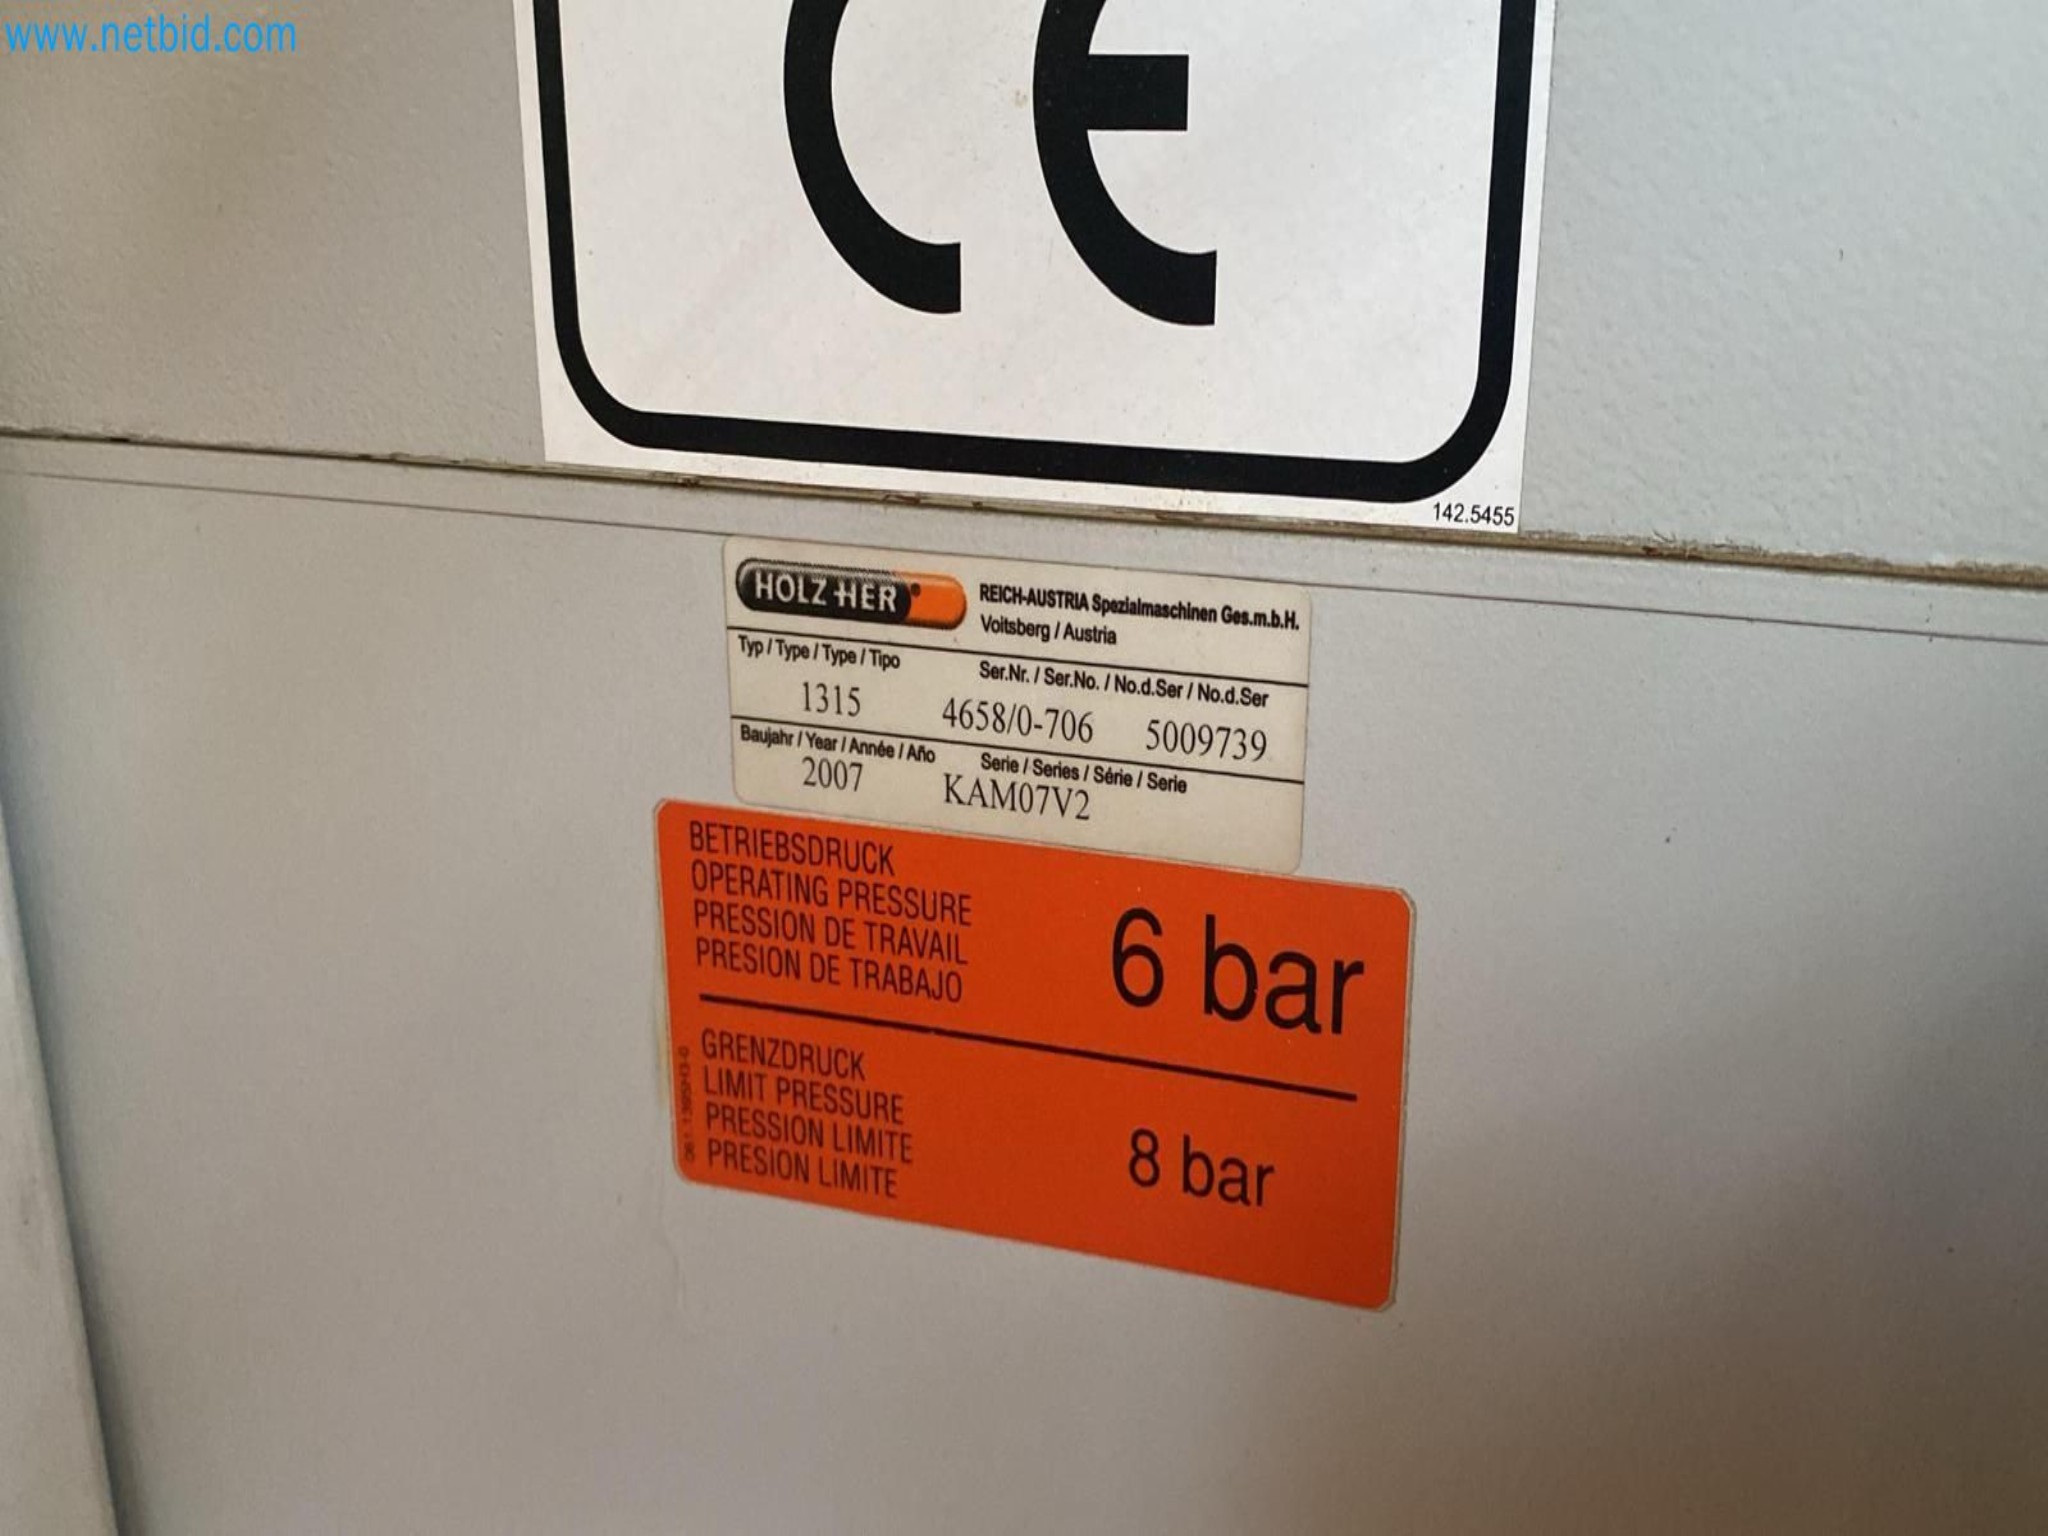 www.netbid.com
CE
142.5455
HOLZ-HER
REICH-AUSTRIA Spezialmaschinen Ges.m.b.H.
Voitsberg / Austria
Typ / Type / Type / Tipo
Ser.Nr. / Ser.No. / No.d.Ser / No.d.Ser
1315 4658/0-706 5009739
Baujahr / Year / Année / Año
Serie / Series / Série / Serie
2007 KAM07V2
BETRIEBSDRUCK
OPERATING PRESSURE
PRESSION DE TRAVAIL
PRESION DE TRABAJO
6 bar
GRENZDRUCK
LIMIT PRESSURE
PRESSION LIMITE
PRESION LIMITE
8 bar